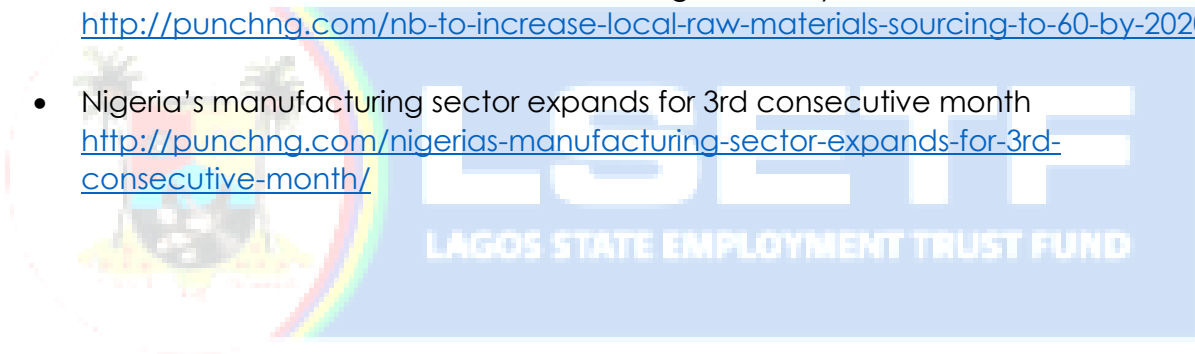 http://punchng.com/nb-to-increase-local-raw-materials-sourcing-to-60-by-202
• Nigeria’s manufacturing sector expands for 3rd consecutive month
http://punchng.com/nigerias-manufacturing-sector-expands-for-3rd-
consecutive-month/
LSETF
LAGOS STATE EMPLOYMENT TRUST FUND